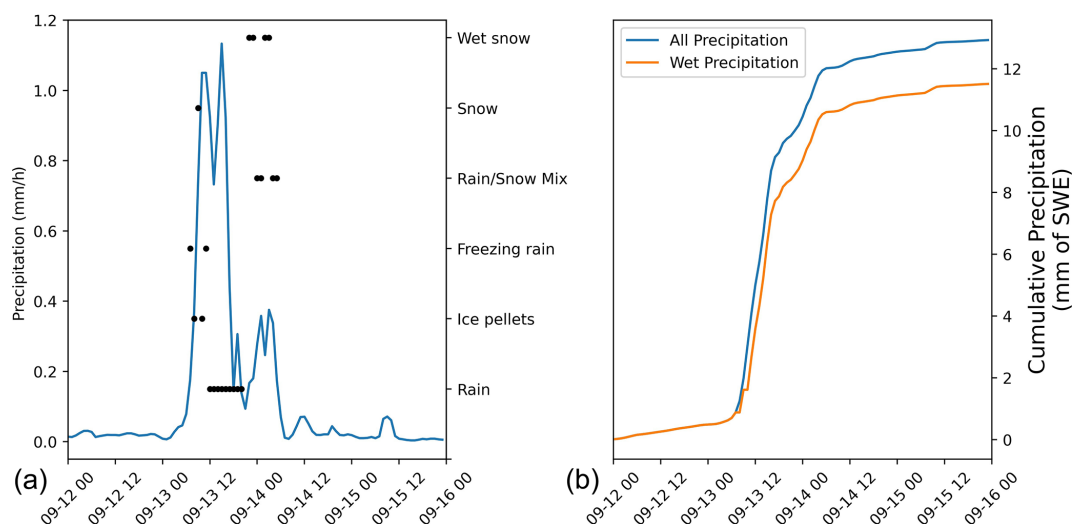 1.2
1.0
0.8
0.6
0.4
0.2
0.0
Precipitation (mm/h)
Wet snow
Snow
Rain/Snow Mix
Freezing rain
Ice pellets
Rain
09-12 00
09-12 12
09-13 00
09-13 12
09-14 00
09-14 12
09-15 00
09-15 12
09-16 00
(a)
All Precipitation
Wet Precipitation
12
10
8
6
4
2
0
Cumulative Precipitation
(mm of SWE)
09-12 00
09-12 12
09-13 00
09-13 12
09-14 00
09-14 12
09-15 00
09-15 12
09-16 00
(b)